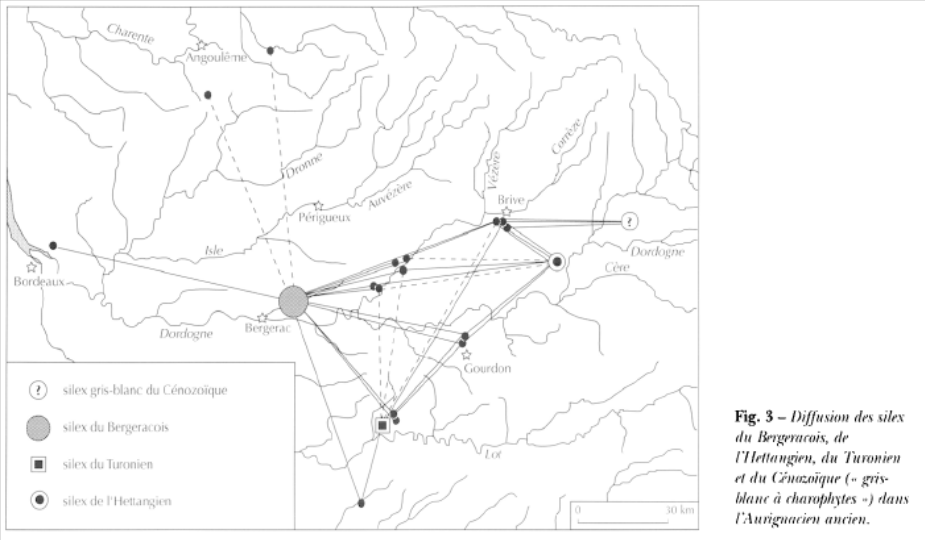 Charente
Angoulême
Dronne
Auvézère
Périgueux
Isle
Vézère
Corrèze
Brive
?
Dordogne
Cère
Bordeaux
Dordogne
Bergerac
Gourdon
Lot
? silex gris-blanc du Cénozoïque
silex du Bergeracois
silex du Turonien
silex de l'Hettangien
0 30 km
Fig. 3 – Diffusion des silex
du Bergeracois, de
l'Hettangien, du Turonien
et du Cénozoïque (« gris-
blanc à charophytes ») dans
l'Aurignacien ancien.